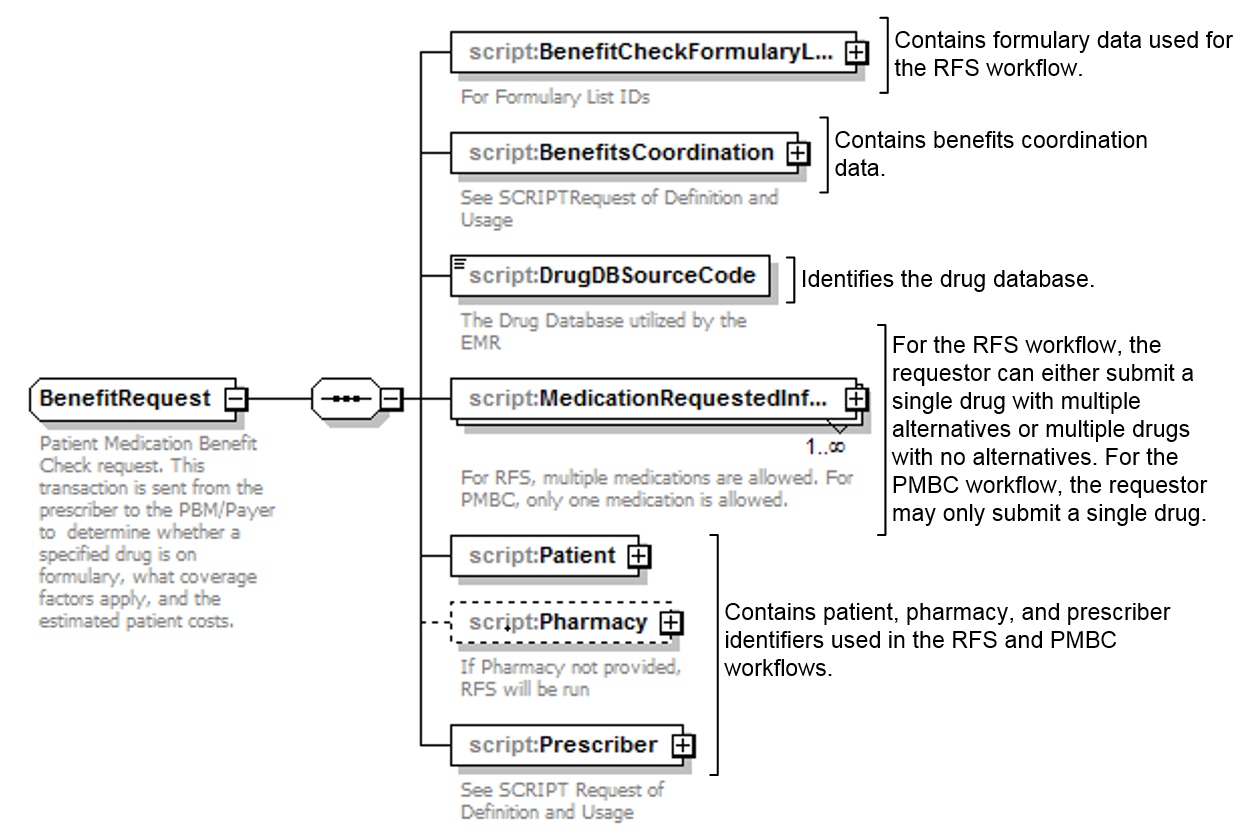 script:BenefitCheckFormularyL...
For Formulary List IDs
Contains formulary data used for
the RFS workflow.
script:BenefitsCoordination
See SCRIPTRequest of Definition and
Usage
Contains benefits coordination
data.
script:DrugDBSourceCode
The Drug Database utilized by the
EMR
Identifies the drug database.
BenefitRequest
Patient Medication Benefit
Check request. This
transaction is sent from the
prescriber to the PBM/Payer
to  determine whether a
specified drug is on
formulary, what coverage
factors apply, and the
estimated patient costs.
script:MedicationRequestedInf...
1..∞
For RFS, multiple medications are allowed. For
PMBC, only one medication is allowed.
For the RFS workflow, the
requestor can either submit a
single drug with multiple
alternatives or multiple drugs
with no alternatives. For the
PMBC workflow, the requestor
may only submit a single drug.
script:Patient
script:Pharmacy
If Pharmacy not provided,
RFS will be run
script:Prescriber
See SCRIPT Request of
Definition and Usage
Contains patient, pharmacy, and prescriber
identifiers used in the RFS and PMBC
workflows.